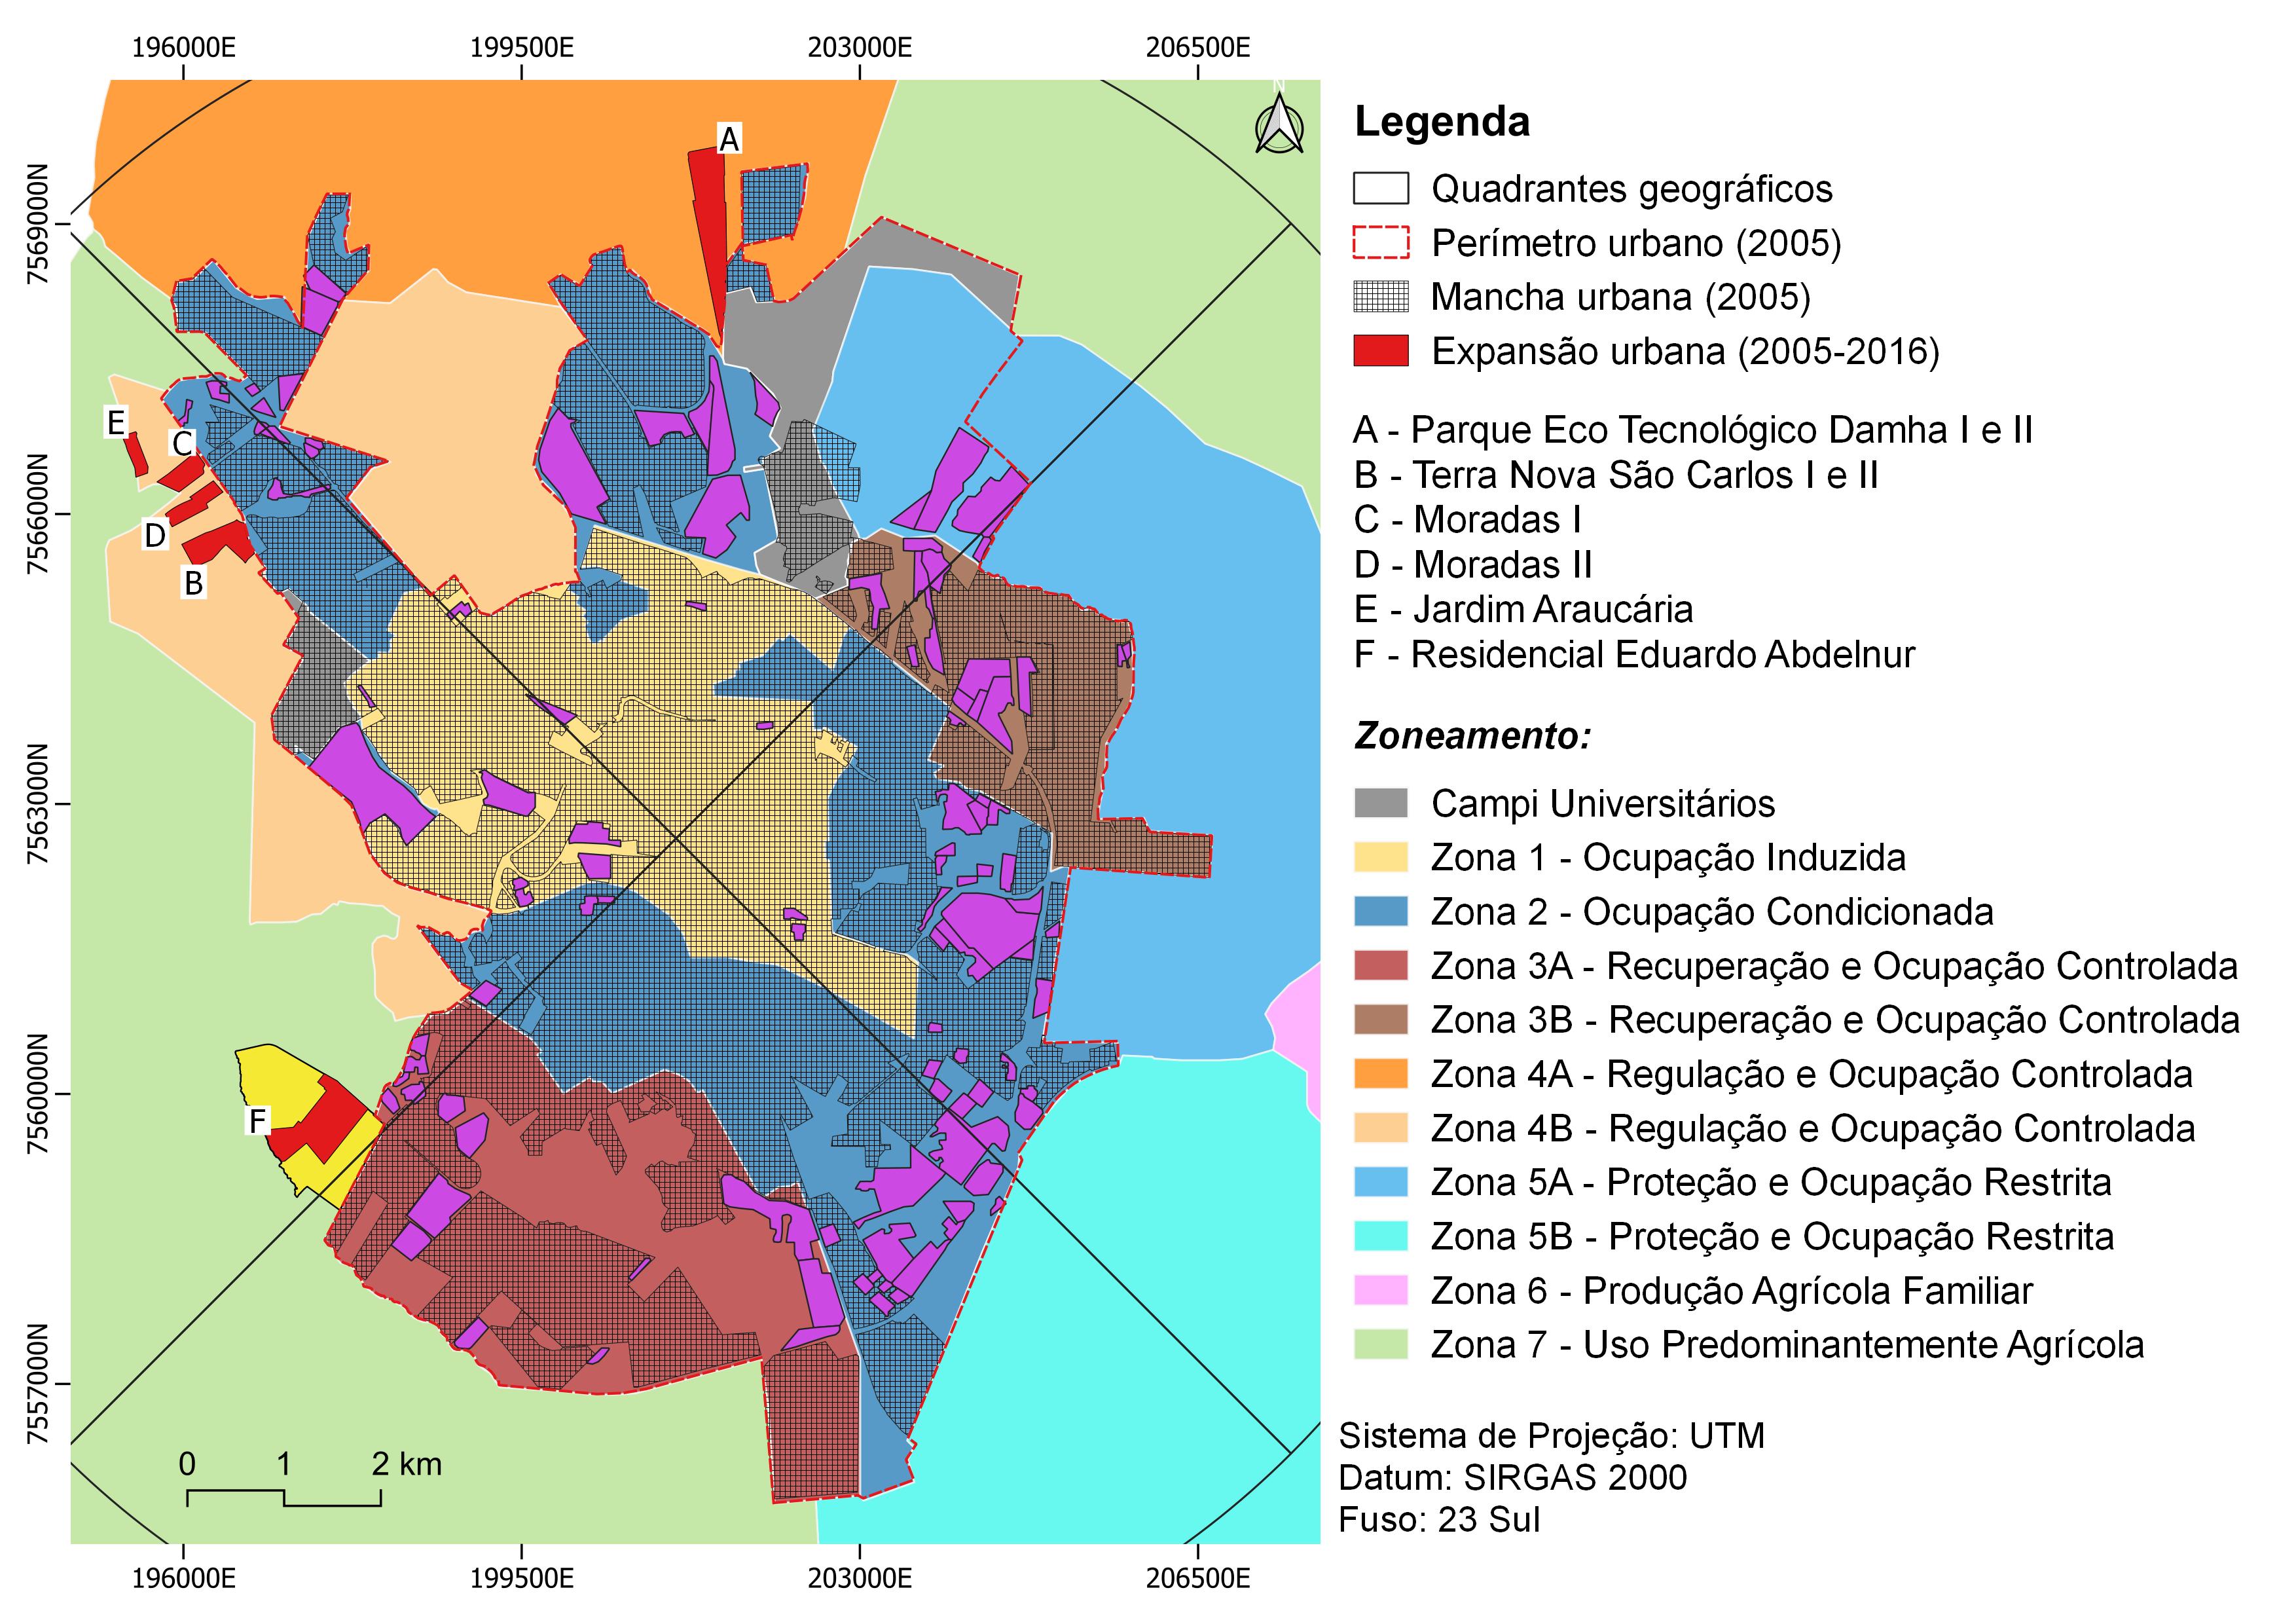 196000E 199500E 203000E 206500E
N
7569000N
7566000N
7563000N
7560000N
7557000N
A
E
C
D
B
F
0 1 2 km
196000E 199500E 203000E 206500E
Legenda
Quadrantes geográficos
Perímetro urbano (2005)
Mancha urbana (2005)
Expansão urbana (2005-2016)
A - Parque Eco Tecnológico Damha I e II
B - Terra Nova São Carlos I e II
C - Moradas I
D - Moradas II
E - Jardim Araucária
F - Residencial Eduardo Abdelnur
Zoneamento:
Campi Universitários
Zona 1 - Ocupação Induzida
Zona 2 - Ocupação Condicionada
Zona 3A - Recuperação e Ocupação Controlada
Zona 3B - Recuperação e Ocupação Controlada
Zona 4A - Regulação e Ocupação Controlada
Zona 4B - Regulação e Ocupação Controlada
Zona 5A - Proteção e Ocupação Restrita
Zona 5B - Proteção e Ocupação Restrita
Zona 6 - Produção Agrícola Familiar
Zona 7 - Uso Predominantemente Agrícola
Sistema de Projeção: UTM
Datum: SIRGAS 2000
Fuso: 23 Sul